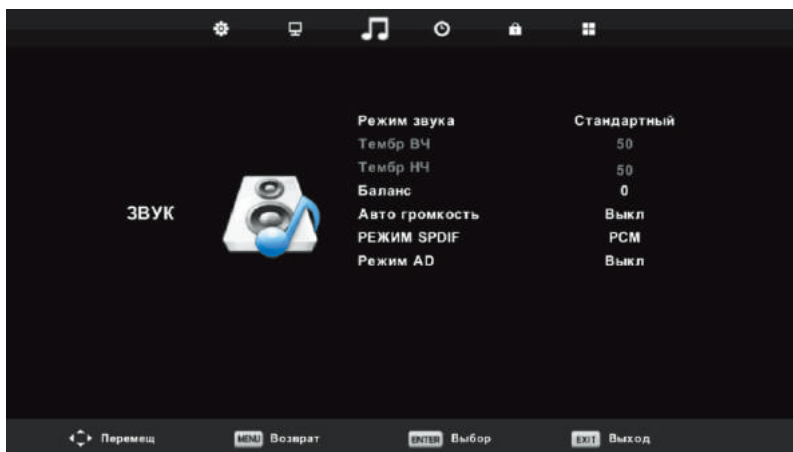 ЗВУК
Режим звука Стандартный
Тембр ВЧ 50
Тембр НЧ 50
Баланс 0
Авто громкость Выкл
РЕЖИМ SPDIF PCM
Режим AD Выкл
Перемещ MENU Возврат ENTER Выбор EXIT Выход